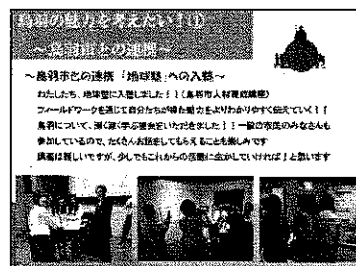 鳥羽の魅力を考えたい！！①
～鳥羽市との連携～
～鳥羽市との連携「地球塾」への入塾～
わたしたち、地球塾に入塾しました！！（鳥羽市人材育成講座）
フィールドワークを通じて自分たちが得た魅力をよりわかりやすく伝えていく！！
鳥羽について、深く深く学ぶ機会をいただきました！！一般の市民のみなさんも
参加しているので、たくさんお話をしてもらえることも楽しみです
講義は難しいですが、少しでもこれからの活動に生かしていければ！と思います